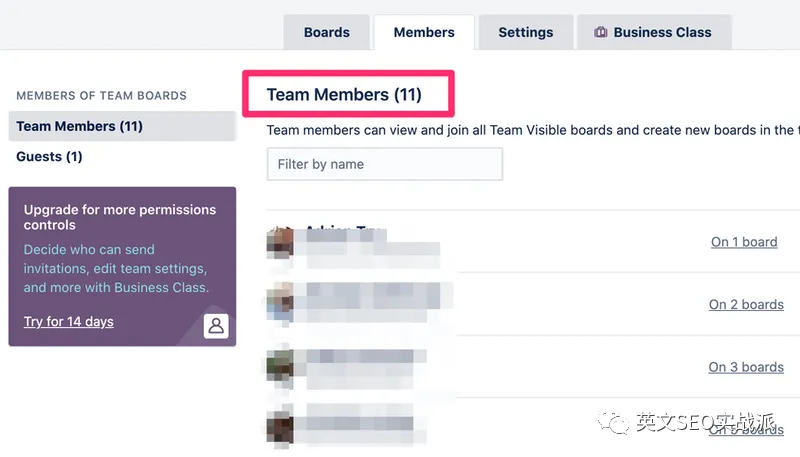 Boards
Members
Settings
Business Class
MEMBERS OF TEAM BOARDS
Team Members (11)
Guests (1)
Upgrade for more permissions
controls
Decide who can send
invitations, edit team settings,
and more with Business Class.
Try for 14 days
Team Members (11)
Team members can view and join all Team Visible boards and create new boards in the
Filter by name
On 1 board
On 2 boards
On 3 boards
On 5 boards
英文SEO实战派